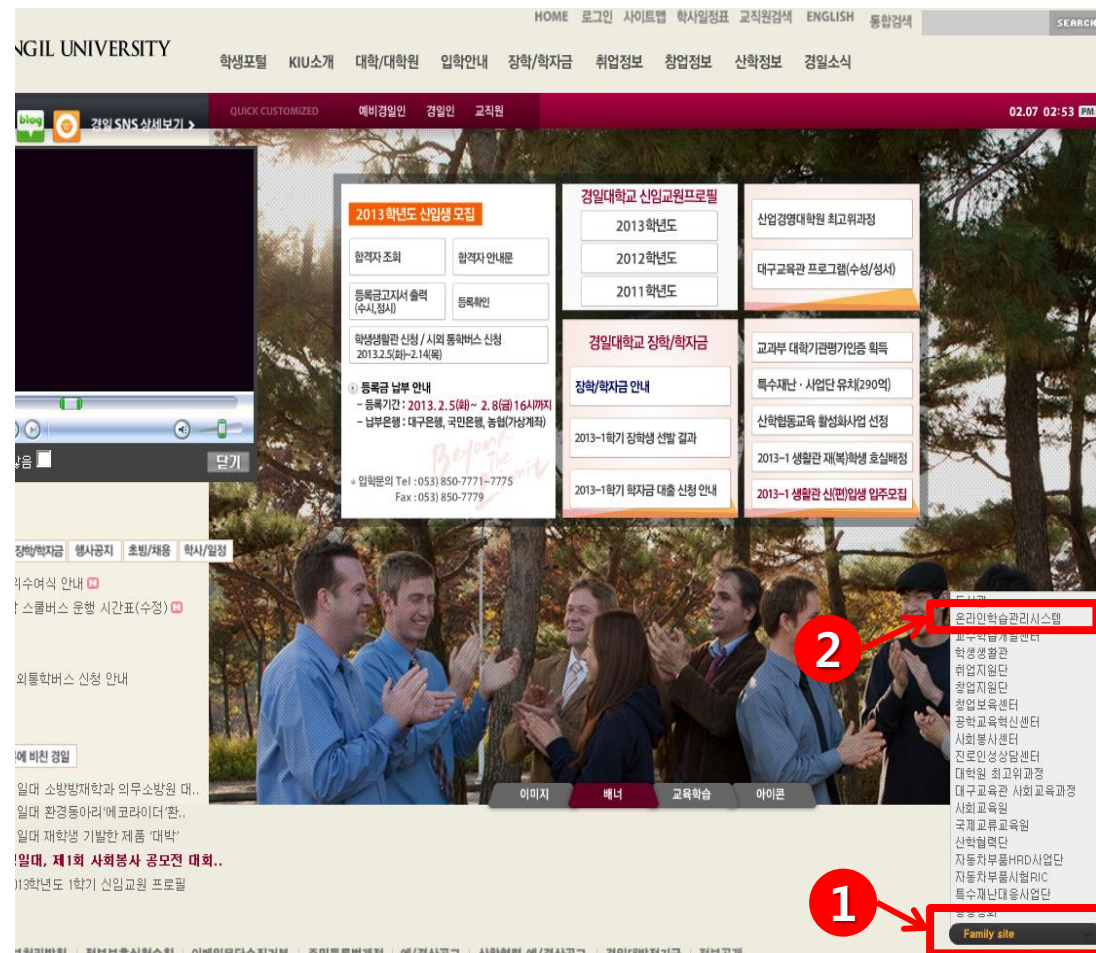 HOME 로그인 사이트맵 학사일정표 교직원검색 ENGLISH 통합검색 SEARCH
NGIL UNIVERSITY
학생포털 KIU소개 대학/대학원 입학안내 장학/학자금 취업정보 창업정보 산학정보 경일소식
blog 경일 SNS 상세보기 >
QUICK CUSTOMIZED 예비경일인 경일인 교직원
02.07 02:53 PM
2013학년도 신입생 모집
합격자 조회 합격자 안내문
등록금고지서 출력
(수시,정시)
등록확인
학생생활관 신청 / 시외 통학버스 신청
2013.2.5(화)~2.14(목)
등록금 납부 안내
- 등록기간 : 2013. 2. 5(화)~ 2. 8(금) 16시까지
- 납부은행 : 대구은행, 국민은행, 농협(가상계좌)
Beyond
The
Limit
입학문의 Tel : 053) 850-7771~7775
Fax : 053) 850-7779
경일대학교 신임교원프로필
2013학년도
2012학년도
2011학년도
경일대학교 장학/학자금
장학/학자금 안내
2013-1학기 장학생 선발 결과
2013-1학기 학자금 대출 신청 안내
산업경영대학원 최고위과정
대구교육관 프로그램(수성/성서)
교과부 대학기관평가인증 획득
특수재난 · 사업단 유치(290억)
산학협동교육 활성화사업 선정
2013-1 생활관 재(복)학생 호실배정
2013-1 생활관 신(편)입생 입주모집
닫기
장학/학자금 행사공지 초빙/채용 학사/일정
위수여식 안내 N
스쿨버스 운행 시간표(수정) N
외통학버스 신청 안내
에 비친 경일
일대 소방방재학과 의무소방원 대..
일대 환경동아리'에코라이더'환..
일대 재학생 기발한 제품 '대박'
일대, 제1회 사회봉사 공모전 대회..
013학년도 1학기 신임교원 프로필
이미지 배너 교육학습 아이콘
2
온라인학습관리시스템
교수학습개발센터
학생생활관
취업지원단
창업지원단
창업보육센터
공학교육혁신센터
사회봉사센터
진로인성상담센터
대학원 최고위과정
대구교육관 사회교육과정
사회교육원
국제교류교육원
산학협력단
자동차부품HRD사업단
자동차부품시험RIC
특수재난대응사업단
1
Family site